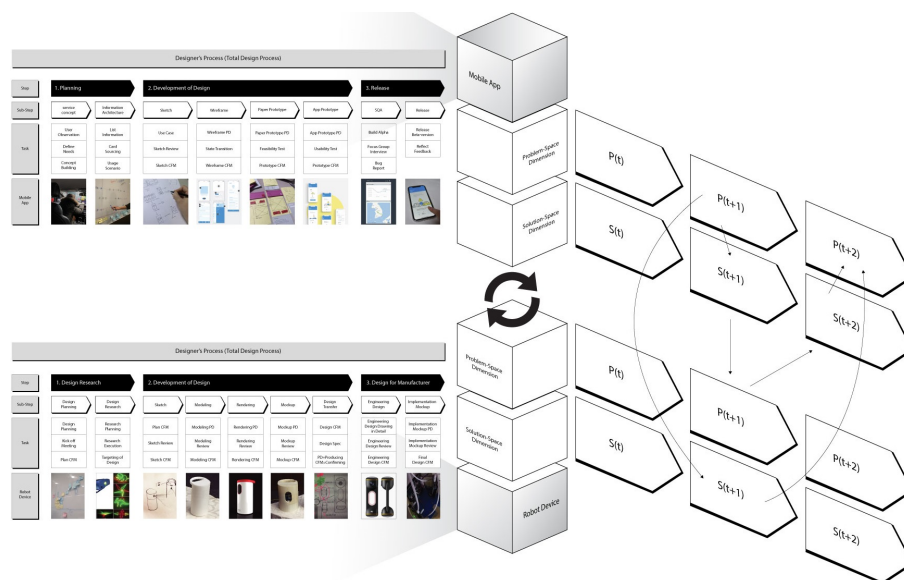 Designer's Process (Total Design Process)
Step
1. Planning
2. Development of Design
3. Release
Sub-Step
service
concept
Information
Architecture
Sketch
Wireframe
Paper Prototype
App Prototype
SQA
Release
Task
User
Observation
List
Information
Use Case
Wireframe PD
Paper Prototype PD
App Prototype PD
Build Alpha
Release
Beta-version
Define
Needs
Card
Sourcing
Sketch Review
State Transition
Feasibility Test
Usability Test
Focus Group
Interview
Reflect
Feedback
Concept
Building
Usage
Scenario
Sketch CFM
Wireframe CFM
Prototype CFM
Prototype CFM
Bug
Report
Mobile
App
Mobile App
Problem-Space
Dimension
Solution-Space
Dimension
P(t)
S(t)
P(t+1)
S(t+1)
P(t+2)
S(t+2)
Designer's Process (Total Design Process)
Step
1. Design Research
2. Development of Design
3. Design for Manufacturer
Sub-Step
Design
Planning
Design
Research
Sketch
Modeling
Rendering
Mockup
Design
Transfer
Engineering
Design
Implementation
Mockup
Task
Design
Planning
Research
Planning
Plan CFM
Modeling PD
Rendering PD
Mockup PD
Design CFM
Engineering
Design Drawing
in Detail
Implementation
Mockup PD
Kick off
Meeting
Research
Execution
Sketch Review
Modeling
Review
Rendering
Review
Mockup
Review
Design Spec
Engineering
Design Review
Implementation
Mockup Review
Plan CFM
Targeting of
Design
Sketch CFM
Modeling CFM
Rendering CFM
Mockup CFM
PD+Producing
CFMxConfirming
Engineering
Design CFM
Final
Design CFM
Robot
Device
Problem-Space
Dimension
Solution-Space
Dimension
Robot Device
P(t)
S(t)
P(t+1)
S(t+1)
P(t+2)
S(t+2)